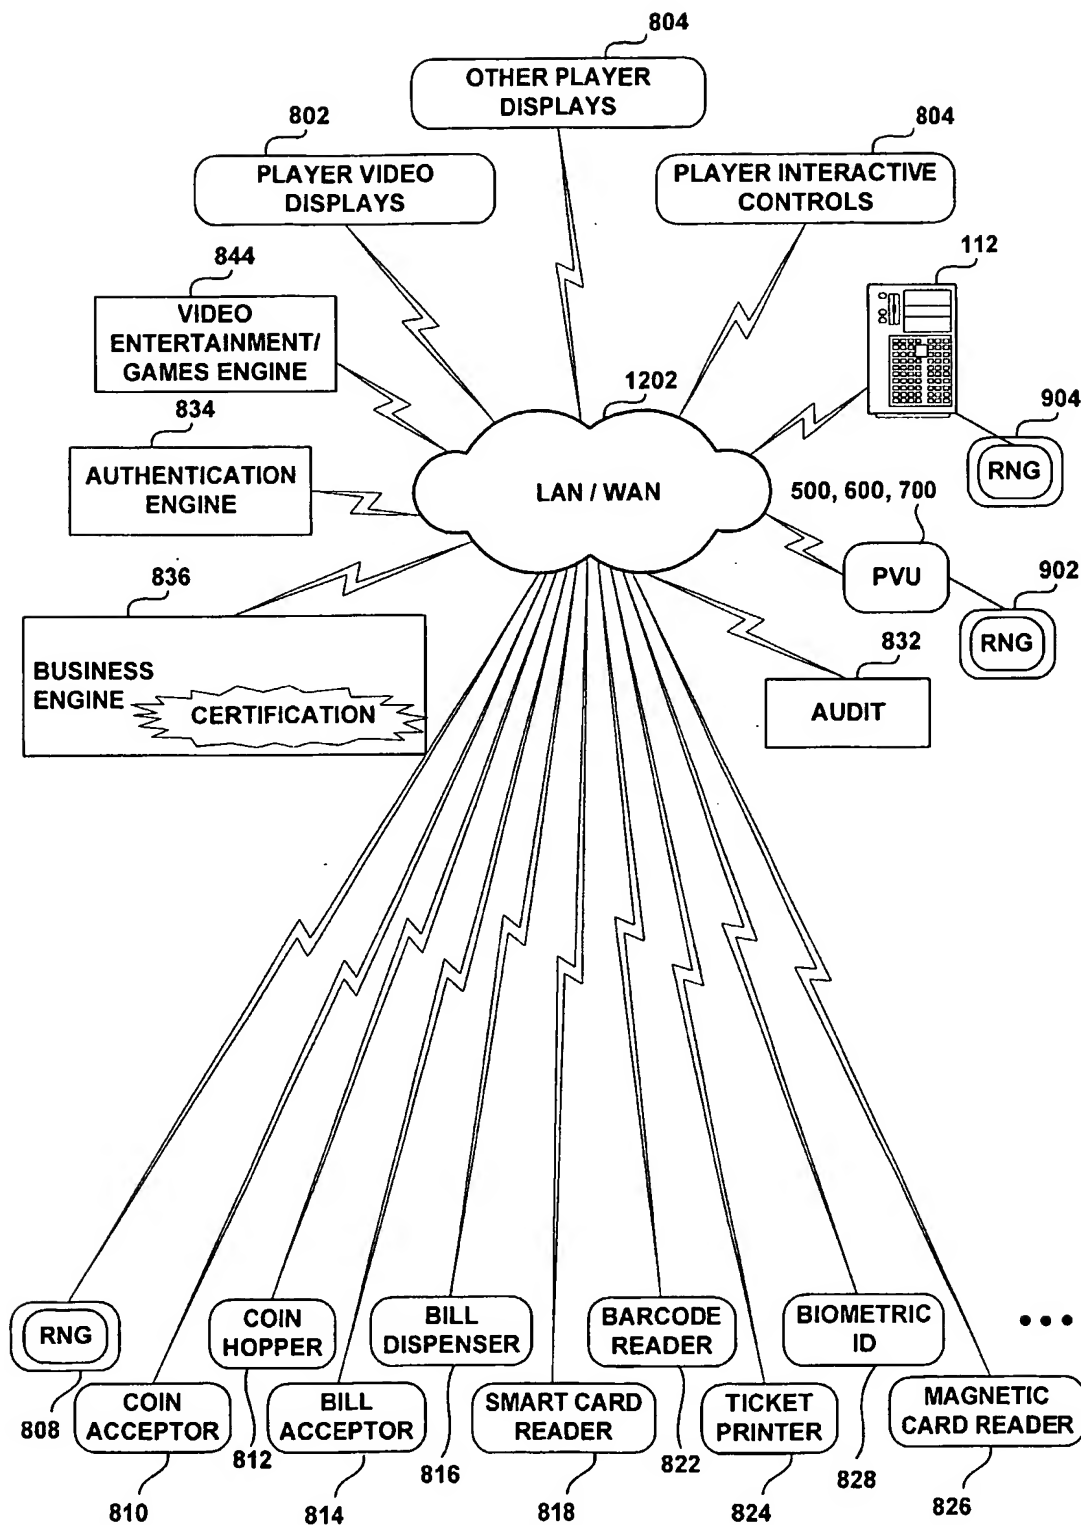 804
OTHER PLAYER
DISPLAYS
802
PLAYER VIDEO
DISPLAYS
804
PLAYER INTERACTIVE
CONTROLS
844
VIDEO
ENTERTAINMENT/
GAMES ENGINE
112
1202
904
RNG
834
AUTHENTICATION
ENGINE
LAN / WAN
500, 600, 700
PVU
902
RNG
836
BUSINESS
ENGINE
CERTIFICATION
832
AUDIT
RNG
808
COIN
HOPPER
812
BILL
DISPENSER
816
BARCODE
READER
822
BIOMETRIC
ID
828
...
COIN
ACCEPTOR
810
BILL
ACCEPTOR
814
SMART CARD
READER
818
TICKET
PRINTER
824
MAGNETIC
CARD READER
826